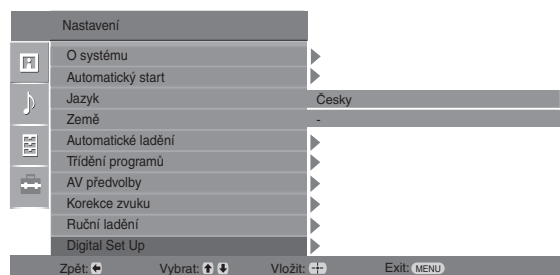 Nastavení
O systému
Automatický start
Jazyk Česky
Země -
Automatické ladění
Třídění programů
AV předvolby
Korekce zvuku
Ruční ladění
Digital Set Up
Zpět: Vybrat: Vložit: Exit: MENU